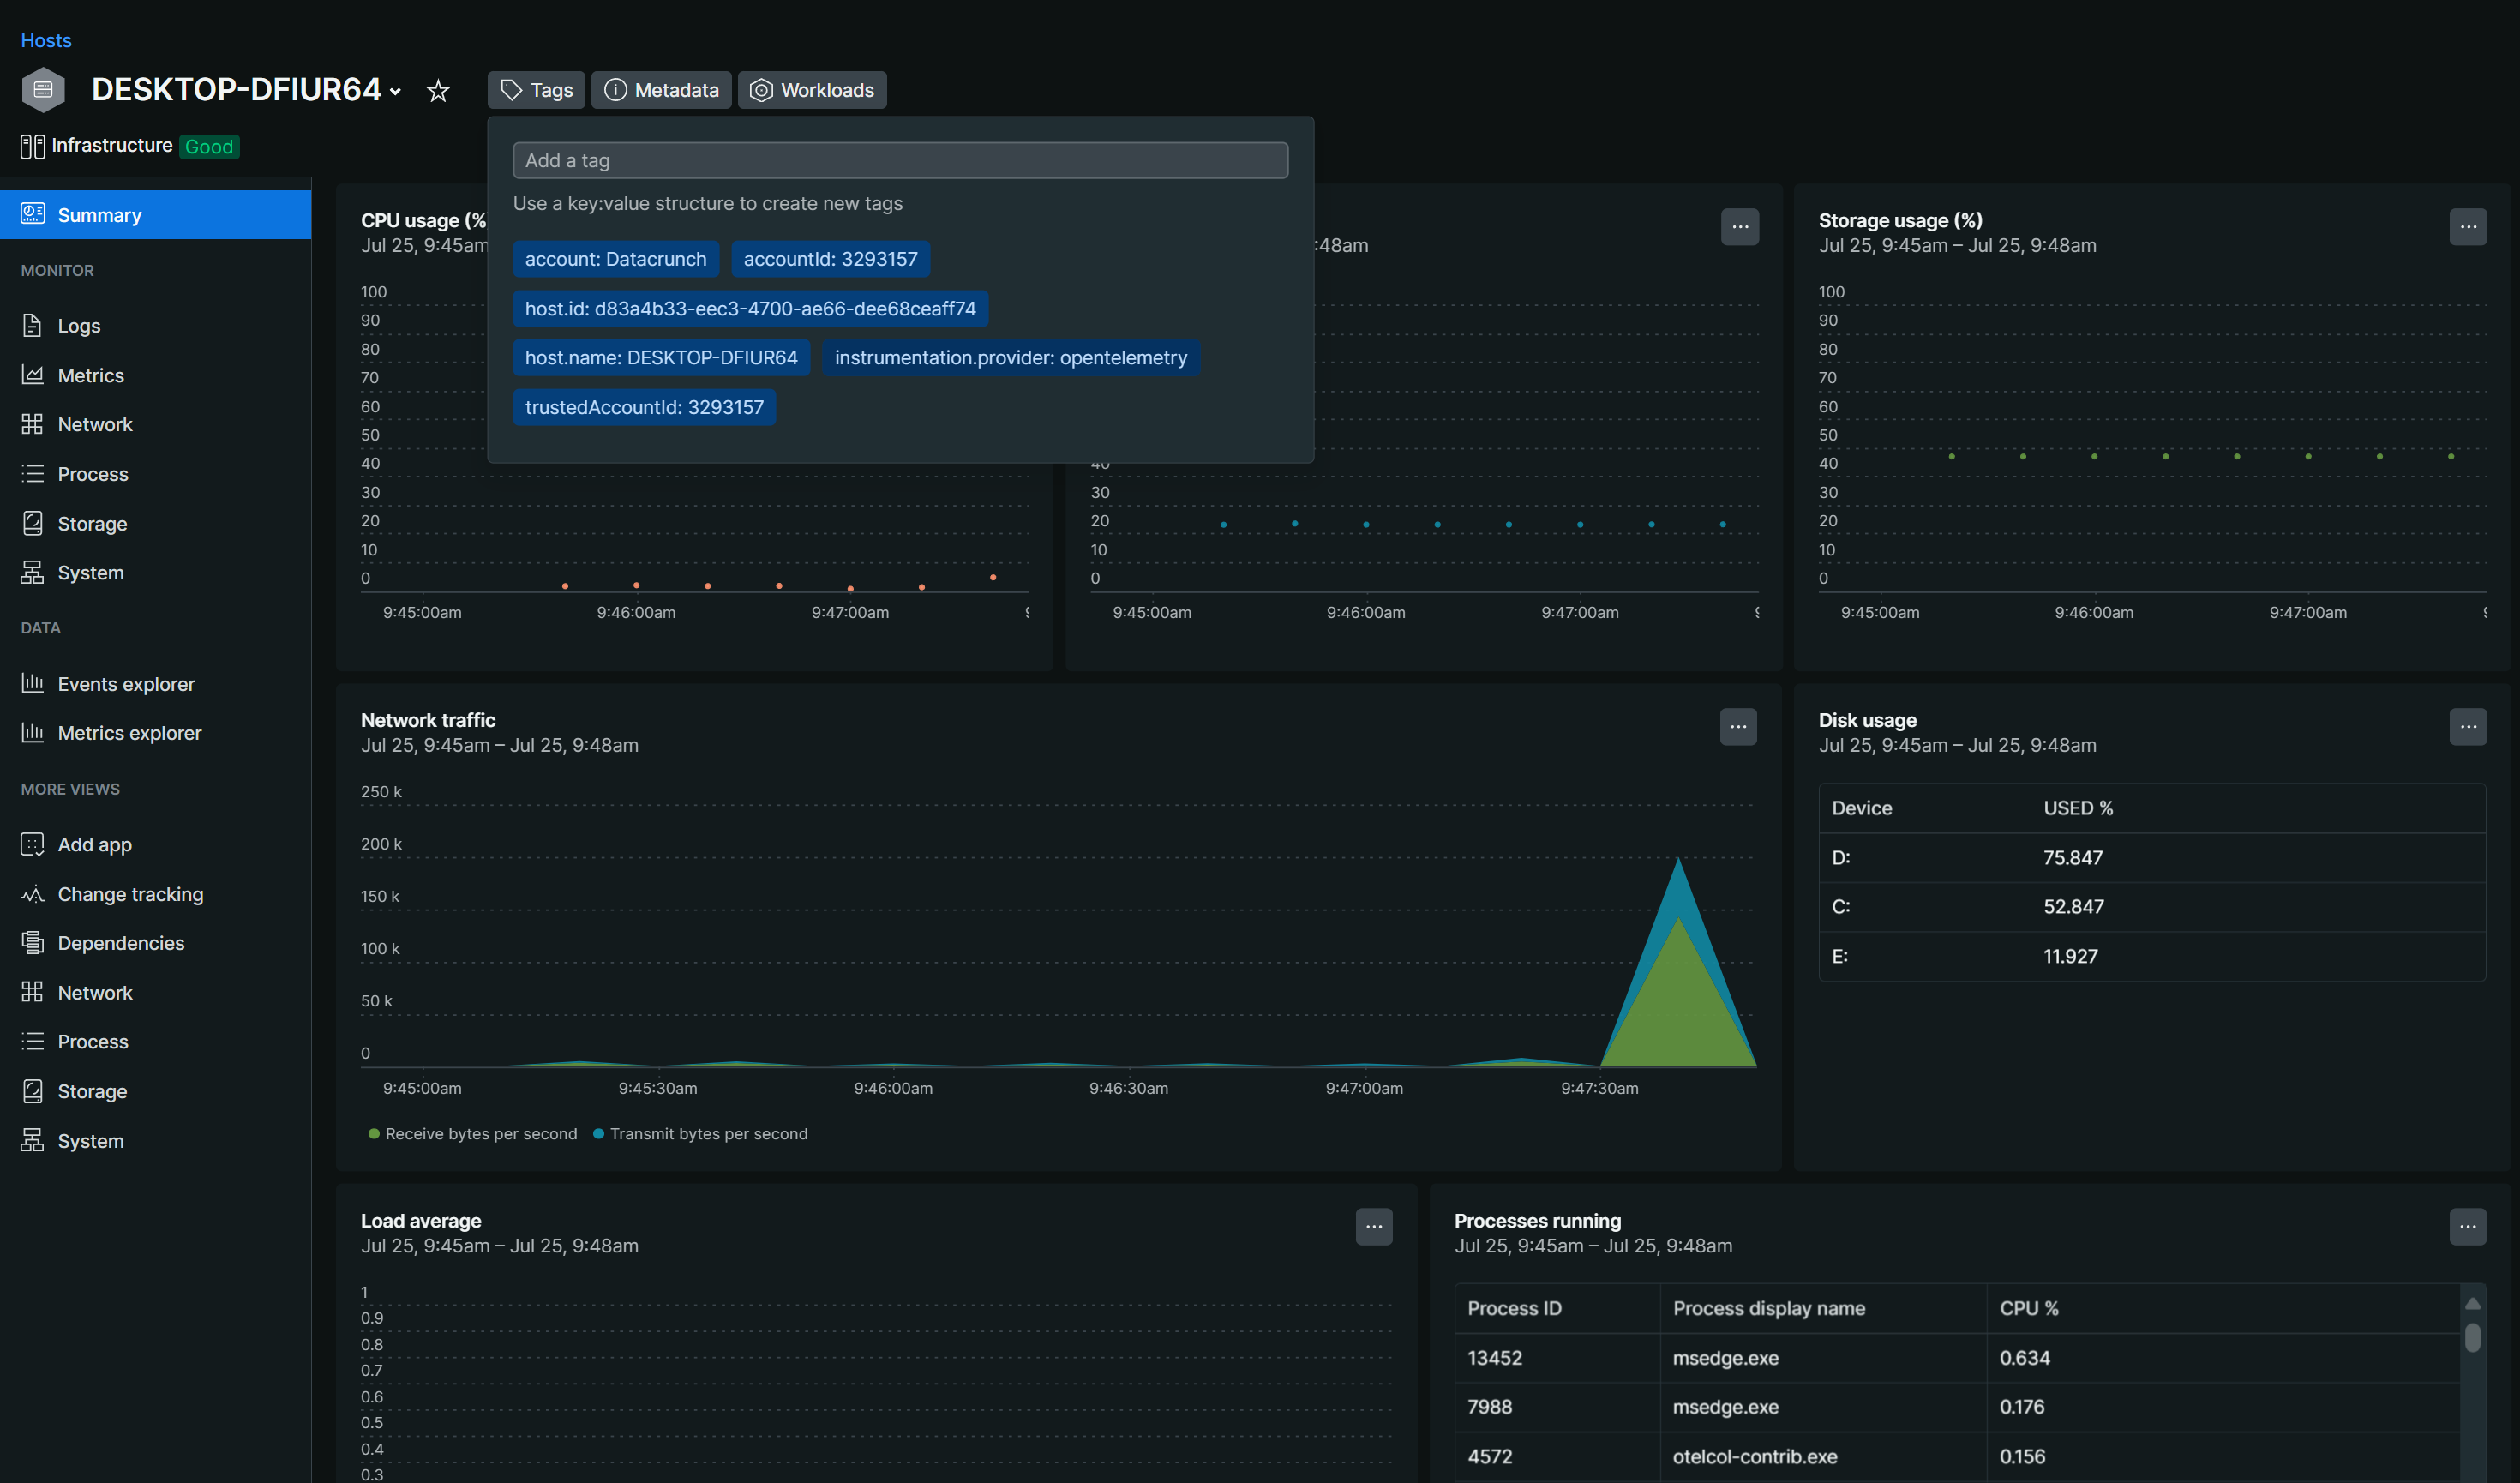 Hosts
DESKTOP-DFIUR64
Tags
Metadata
Workloads
Infrastructure Good
Add a tag
Use a key:value structure to create new tags
account: Datacrunch
accountId: 3293157
host.id: d83a4b33-eec3-4700-ae66-dee68ceaff74
host.name: DESKTOP-DFIUR64
instrumentation.provider: opentelemetry
trustedAccountId: 3293157
Summary
MONITOR
Logs
Metrics
Network
Process
Storage
System
DATA
Events explorer
Metrics explorer
MORE VIEWS
Add app
Change tracking
Dependencies
Network
Process
Storage
System
CPU usage (%
Jul 25, 9:45am
100
90
80
70
60
50
40
30
20
10
0
9:45:00am
9:46:00am
9:47:00am
:48am
...
40
30
20
10
0
9:45:00am
9:46:00am
9:47:00am
Storage usage (%)
Jul 25, 9:45am – Jul 25, 9:48am
...
100
90
80
70
60
50
40
30
20
10
0
9:45:00am
9:46:00am
9:47:00am
Network traffic
Jul 25, 9:45am – Jul 25, 9:48am
...
250 k
200 k
150 k
100 k
50 k
0
9:45:00am
9:45:30am
9:46:00am
9:46:30am
9:47:00am
9:47:30am
Receive bytes per second
Transmit bytes per second
Disk usage
Jul 25, 9:45am – Jul 25, 9:48am
...
Device USED %
D: 75.847
C: 52.847
E: 11.927
Load average
Jul 25, 9:45am – Jul 25, 9:48am
...
1
0.9
0.8
0.7
0.6
0.5
0.4
0.3
Processes running
Jul 25, 9:45am – Jul 25, 9:48am
...
Process ID Process display name CPU %
13452 msedge.exe 0.634
7988 msedge.exe 0.176
4572 otelcol-contrib.exe 0.156